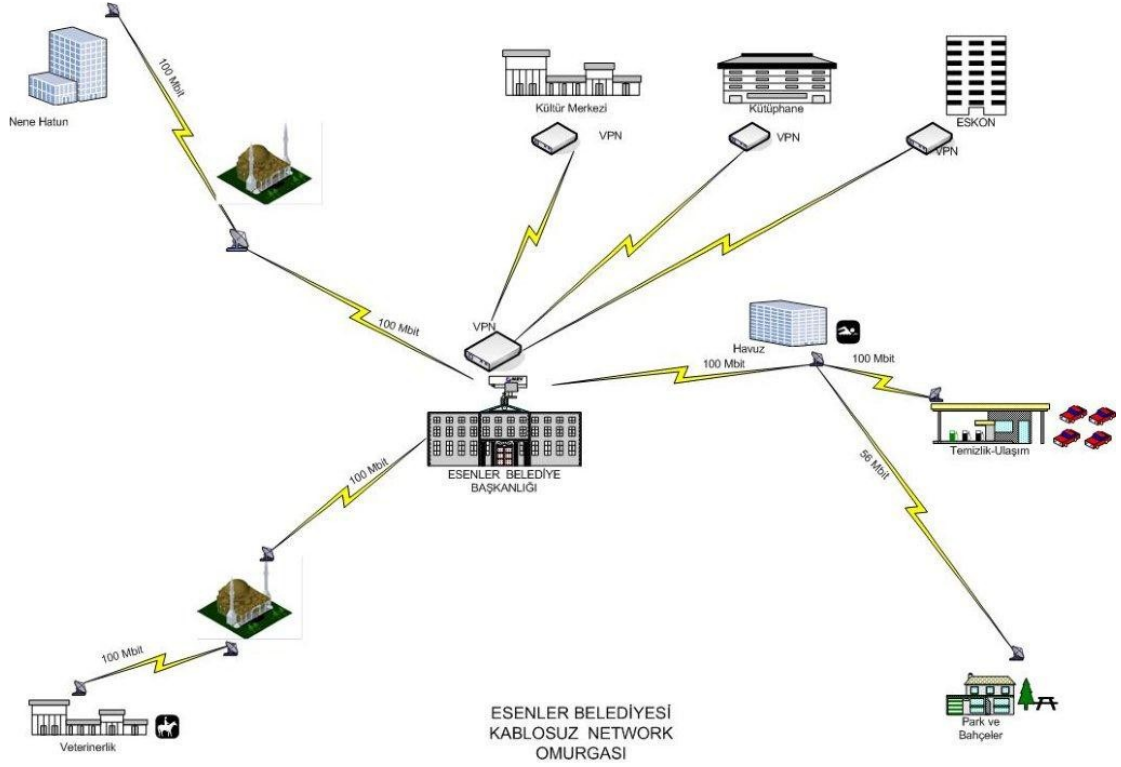 100 Mbit
Nene Hatun
Kültür Merkezi
VPN
Kütüphane
VPN
ESKON
VPN
100 Mbit
VPN
Havuz
100 Mbit
100 Mbit
Temizlik-Ulaşım
56 Mbit
ESENLER BELEDİYE
BAŞKANLIĞI
100 Mbit
100 Mbit
Veterinerlik
Park ve
Bahçeler
ESENLER BELEDİYESİ
KABLOSUZ NETWORK
OMURGASI